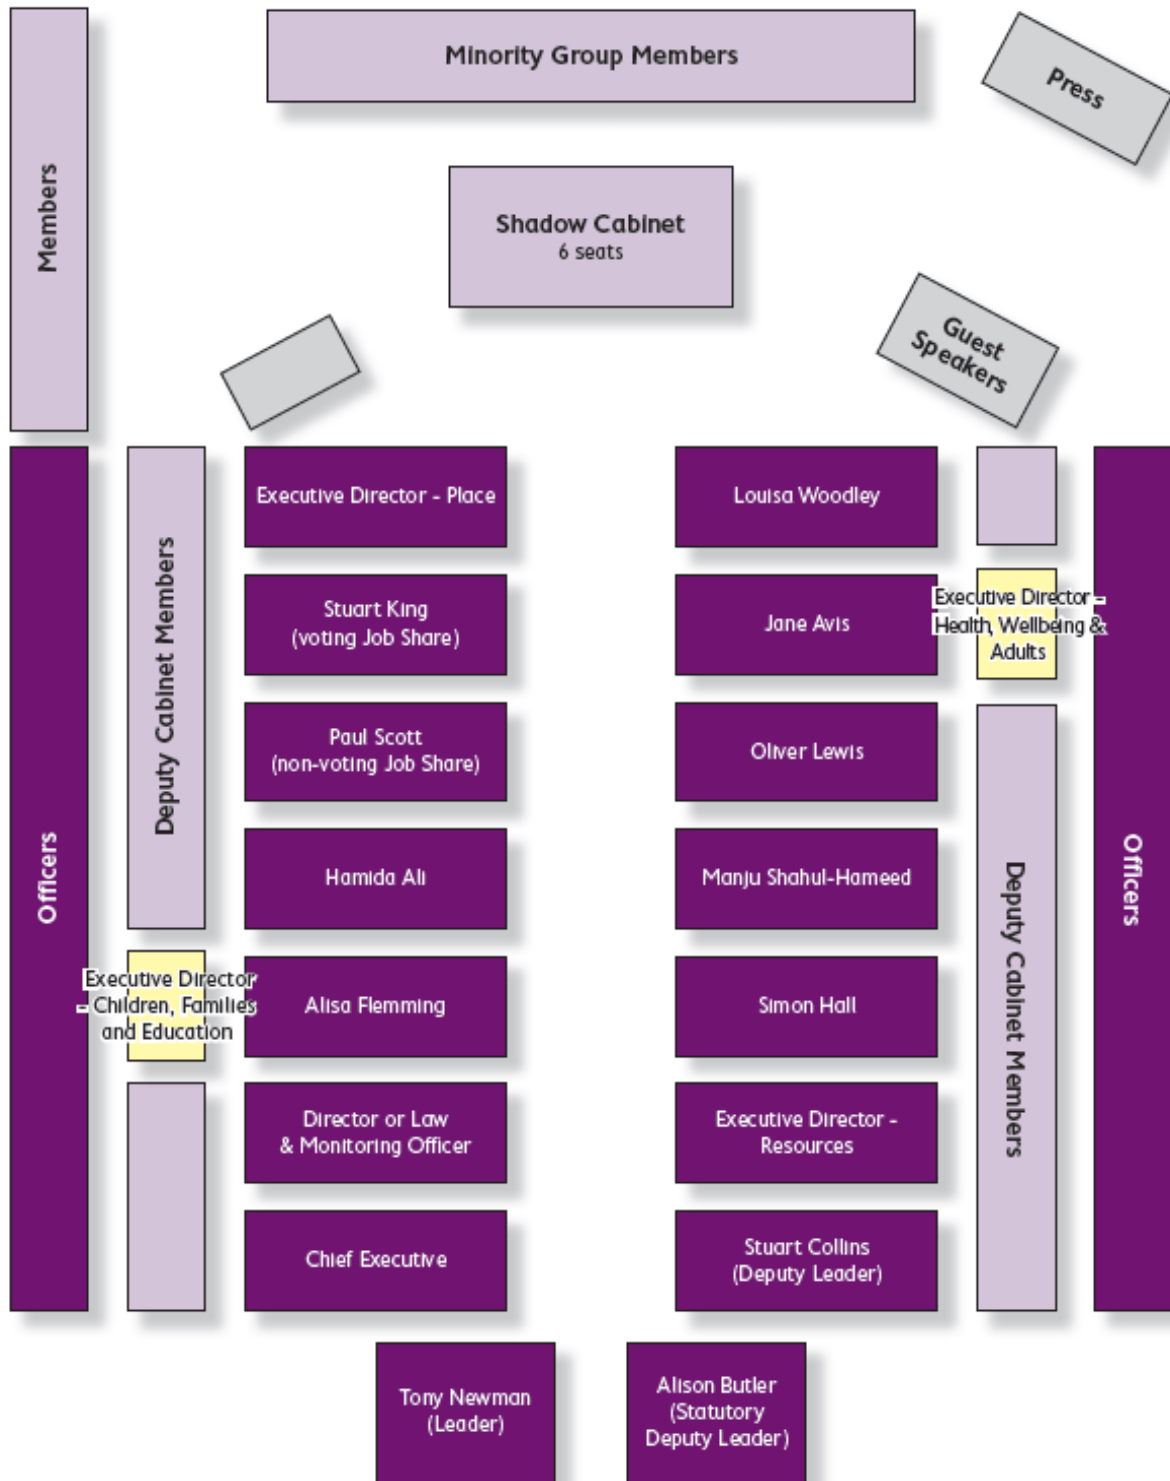 Minority Group Members
Press
Members
Shadow Cabinet
6 seats
Guest
Speakers
Officers
Deputy Cabinet Members
Executive Director - Place
Louisa Woodley
Stuart King
(voting Job Share)
Jane Avis
Executive Director -
Health, Wellbeing &
Adults
Paul Scott
(non-voting Job Share)
Oliver Lewis
Hamida Ali
Manju Shahul-Hameed
Deputy Cabinet Members
Officers
Executive Director
- Children, Families
and Education
Alisa Flemming
Simon Hall
Director or Law
& Monitoring Officer
Executive Director -
Resources
Chief Executive
Stuart Collins
(Deputy Leader)
Tony Newman
(Leader)
Alison Butler
(Statutory
Deputy Leader)